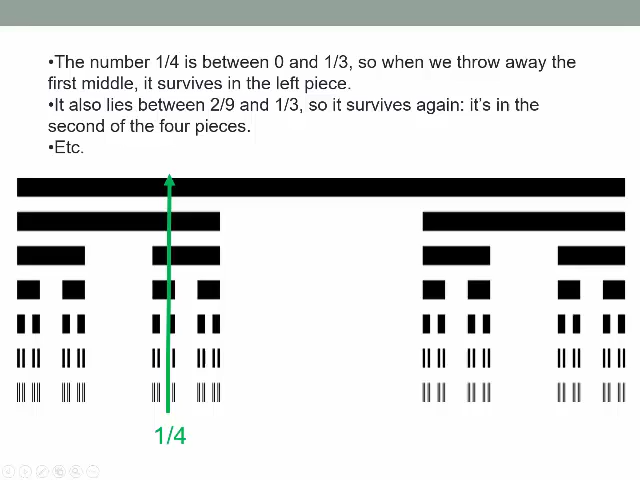 •The number 1/4 is between 0 and 1/3, so when we throw away the
first middle, it survives in the left piece.
•It also lies between 2/9 and 1/3, so it survives again: it's in the
second of the four pieces.
•Etc.
1/4